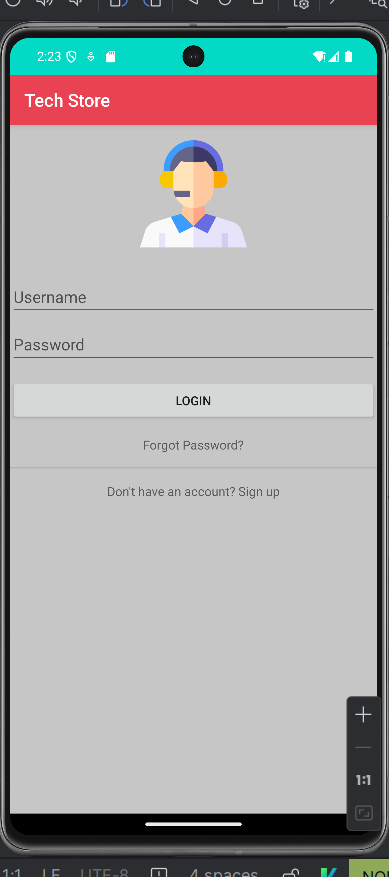 2:23
Tech Store
Username
Password
LOGIN
Forgot Password?
Don't have an account? Sign up
1:1
1:1 LF UTF-8 4 spaces